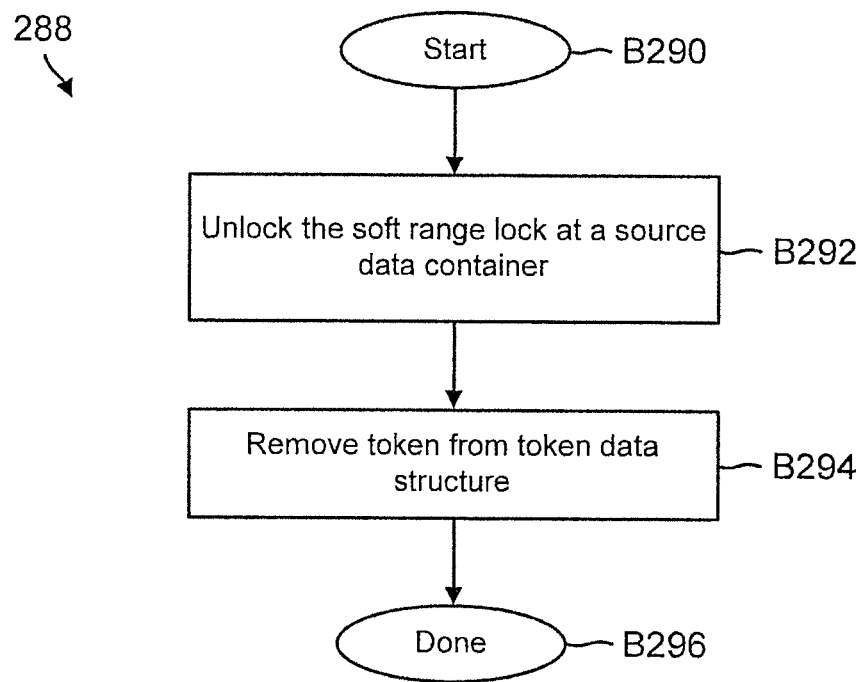 288
Start
B290
Unlock the soft range lock at a source
data container
B292
Remove token from token data
structure
B294
Done
B296